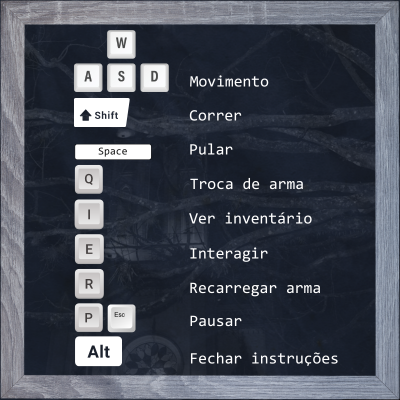 W
A S D Movimento
Shift Correr
Space Pular
Q Troca de arma
I Ver inventário
E Interagir
R Recarregar arma
P Esc Pausar
Alt Fechar instruções